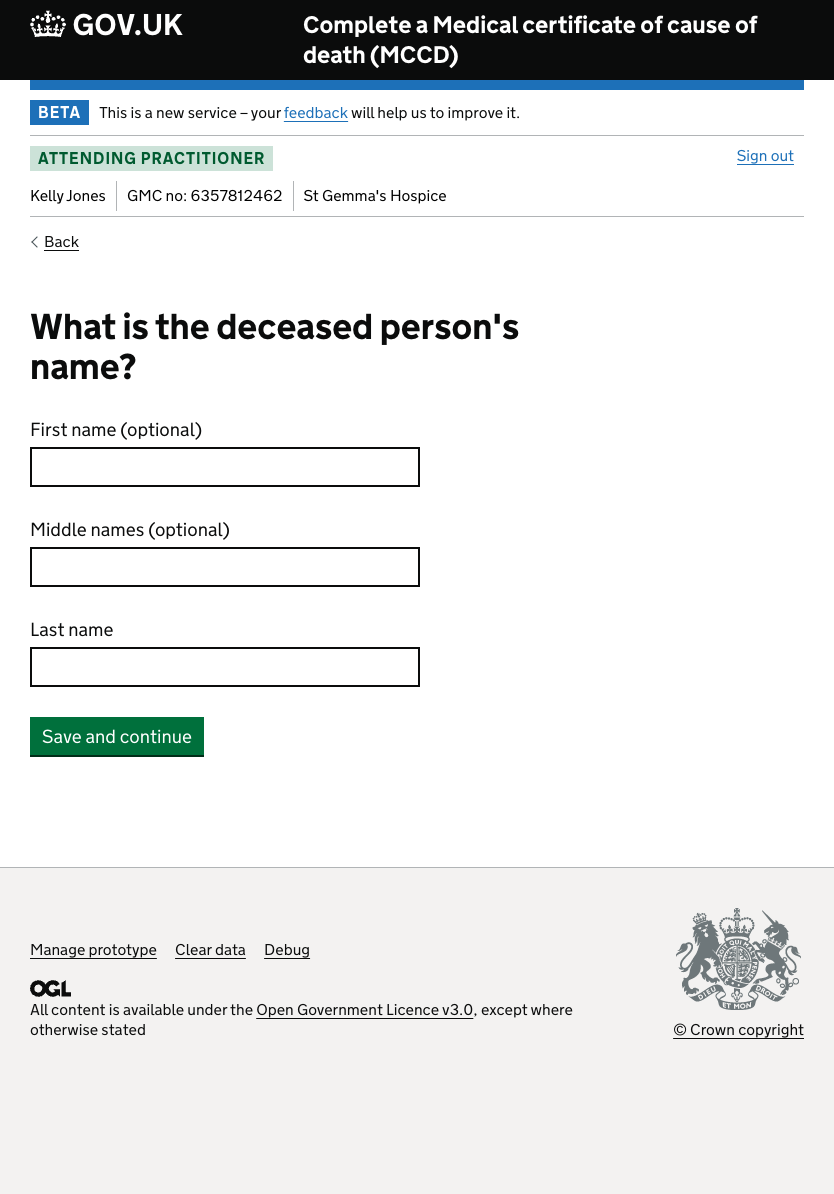 GOV.UK
Complete a Medical certificate of cause of
death (MCCD)
BETA This is a new service – your feedback will help us to improve it.
ATTENDING PRACTITIONER
Sign out
Kelly Jones GMC no: 6357812462 St Gemma's Hospice
Back
What is the deceased person's
name?
First name (optional)
Middle names (optional)
Last name
Save and continue
Manage prototype Clear data Debug
OGL
All content is available under the Open Government Licence v3.0, except where
otherwise stated
DIEU ET MON DROIT
© Crown copyright